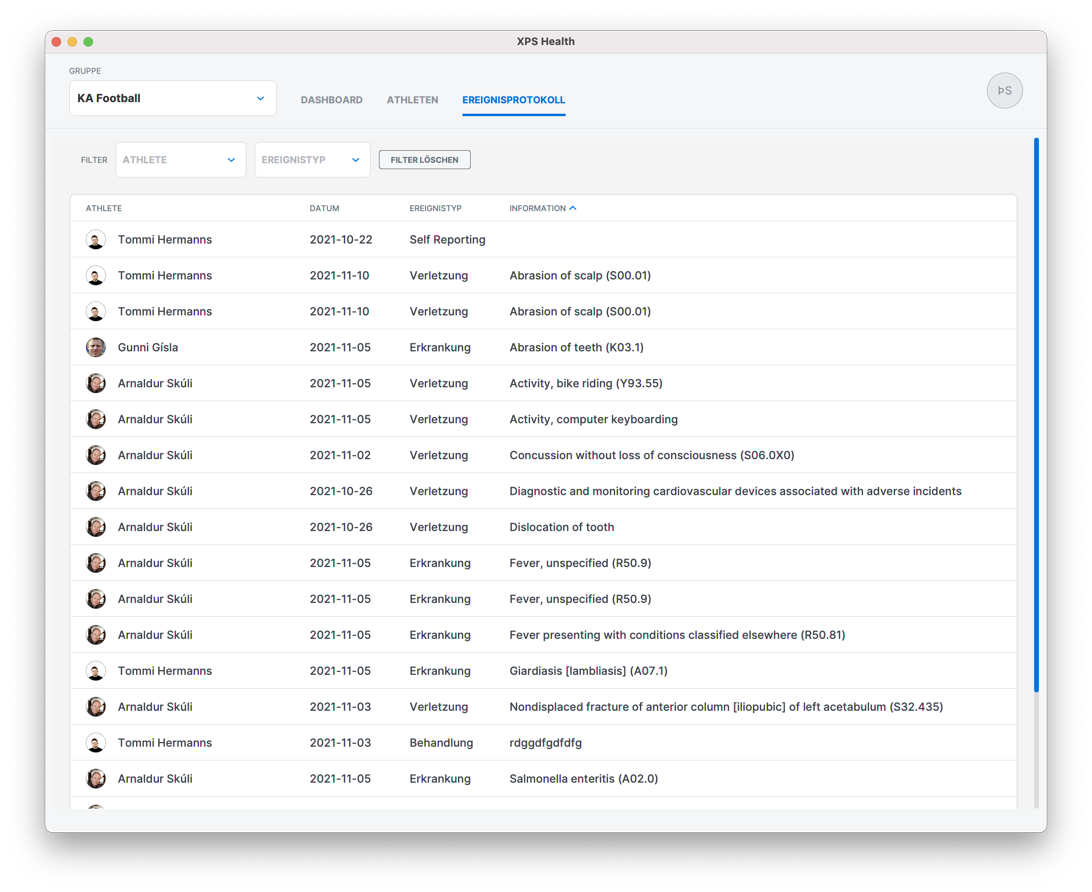 XPS Health
GRUPPE
KA Football
DASHBOARD ATHLETEN EREIGNISPROTOKOLL
ÞS
FILTER ATHLETE EREIGNISTYP FILTER LÖSCHEN
ATHLETE DATUM EREIGNISTYP INFORMATION
Tommi Hermanns 2021-10-22 Self Reporting
Tommi Hermanns 2021-11-10 Verletzung Abrasion of scalp (S00.01)
Tommi Hermanns 2021-11-10 Verletzung Abrasion of scalp (S00.01)
Gunni Gísla 2021-11-05 Erkrankung Abrasion of teeth (K03.1)
Arnaldur Skúli 2021-11-05 Verletzung Activity, bike riding (Y93.55)
Arnaldur Skúli 2021-11-05 Verletzung Activity, computer keyboarding
Arnaldur Skúli 2021-11-02 Verletzung Concussion without loss of consciousness (S06.0X0)
Arnaldur Skúli 2021-10-26 Verletzung Diagnostic and monitoring cardiovascular devices associated with adverse incidents
Arnaldur Skúli 2021-10-26 Verletzung Dislocation of tooth
Arnaldur Skúli 2021-11-05 Erkrankung Fever, unspecified (R50.9)
Arnaldur Skúli 2021-11-05 Erkrankung Fever, unspecified (R50.9)
Arnaldur Skúli 2021-11-05 Erkrankung Fever presenting with conditions classified elsewhere (R50.81)
Tommi Hermanns 2021-11-05 Erkrankung Giardiasis [lambliasis] (A07.1)
Arnaldur Skúli 2021-11-03 Verletzung Nondisplaced fracture of anterior column [iliopubic] of left acetabulum (S32.435)
Tommi Hermanns 2021-11-03 Behandlung rdggdfgdfdfg
Arnaldur Skúli 2021-11-05 Erkrankung Salmonella enteritis (A02.0)